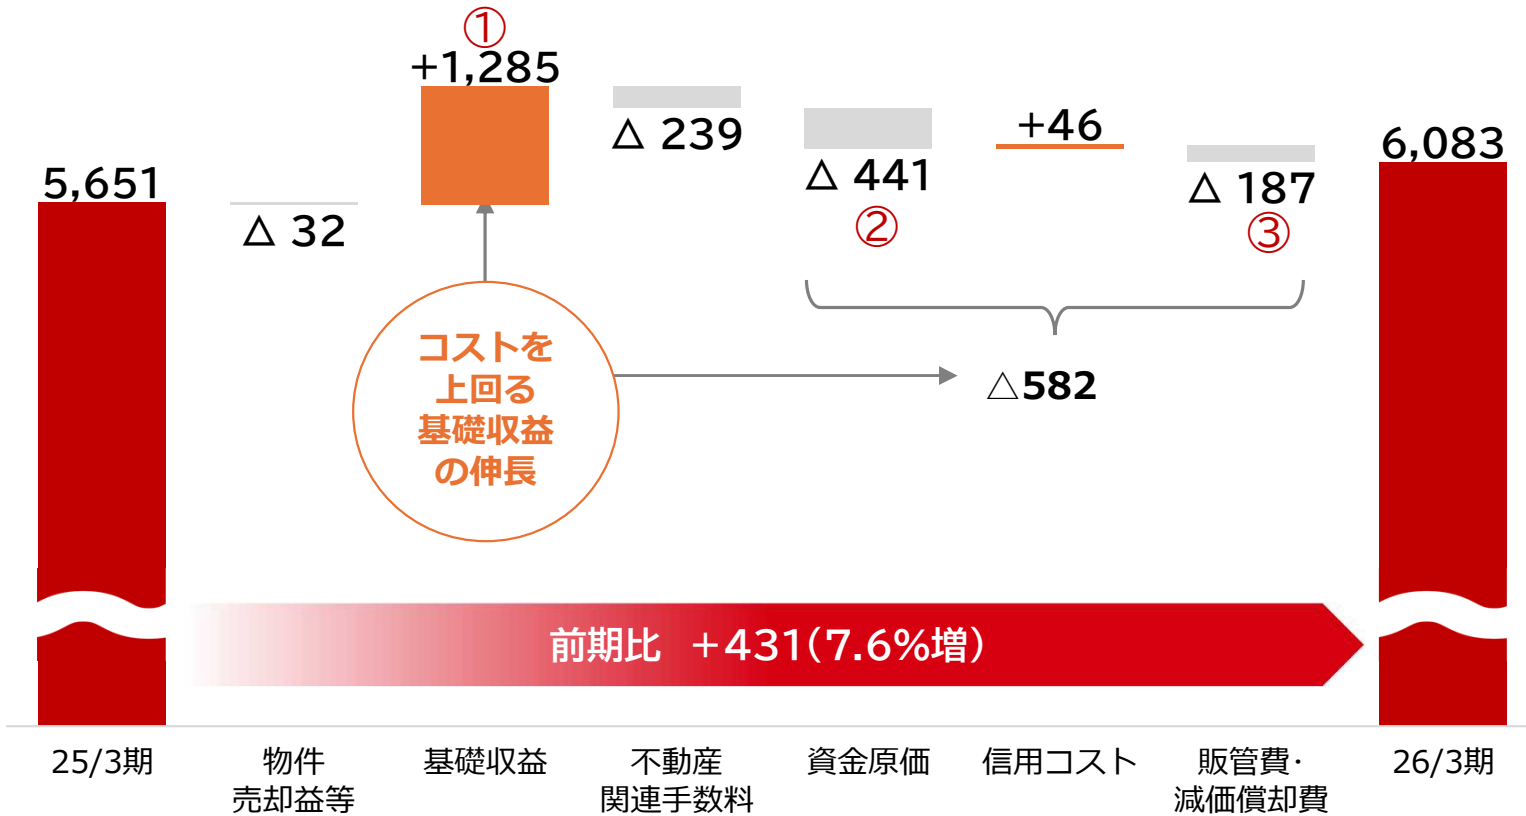 ①
+1,285
△ 239
△ 441
②
+46
△ 187
③
5,651
△ 32
6,083
コストを
上回る
基礎収益
の伸長
△582
前期比 +431(7.6%増)
25/3期
物件
売却益等
基礎収益
不動産
関連手数料
資金原価
信用コスト
販管費・
減価償却費
26/3期